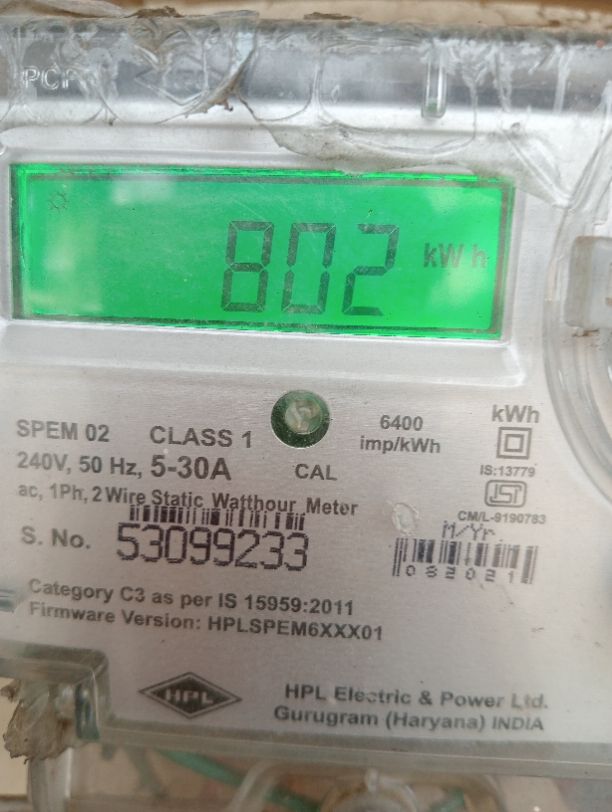 802 kWh
SPEM 02 CLASS 1 6400 imp/kWh kWh
240V, 50 Hz, 5-30A CAL IS:13779
ac, 1Ph, 2 Wire Static Watthour Meter
CM/L-9190783
S. No. 53099233
M/Yr
082021
Category C3 as per IS 15959:2011
Firmware Version: HPLSPEM6XXX01
HPL
HPL Electric & Power Ltd.
Gurugram (Haryana) INDIA